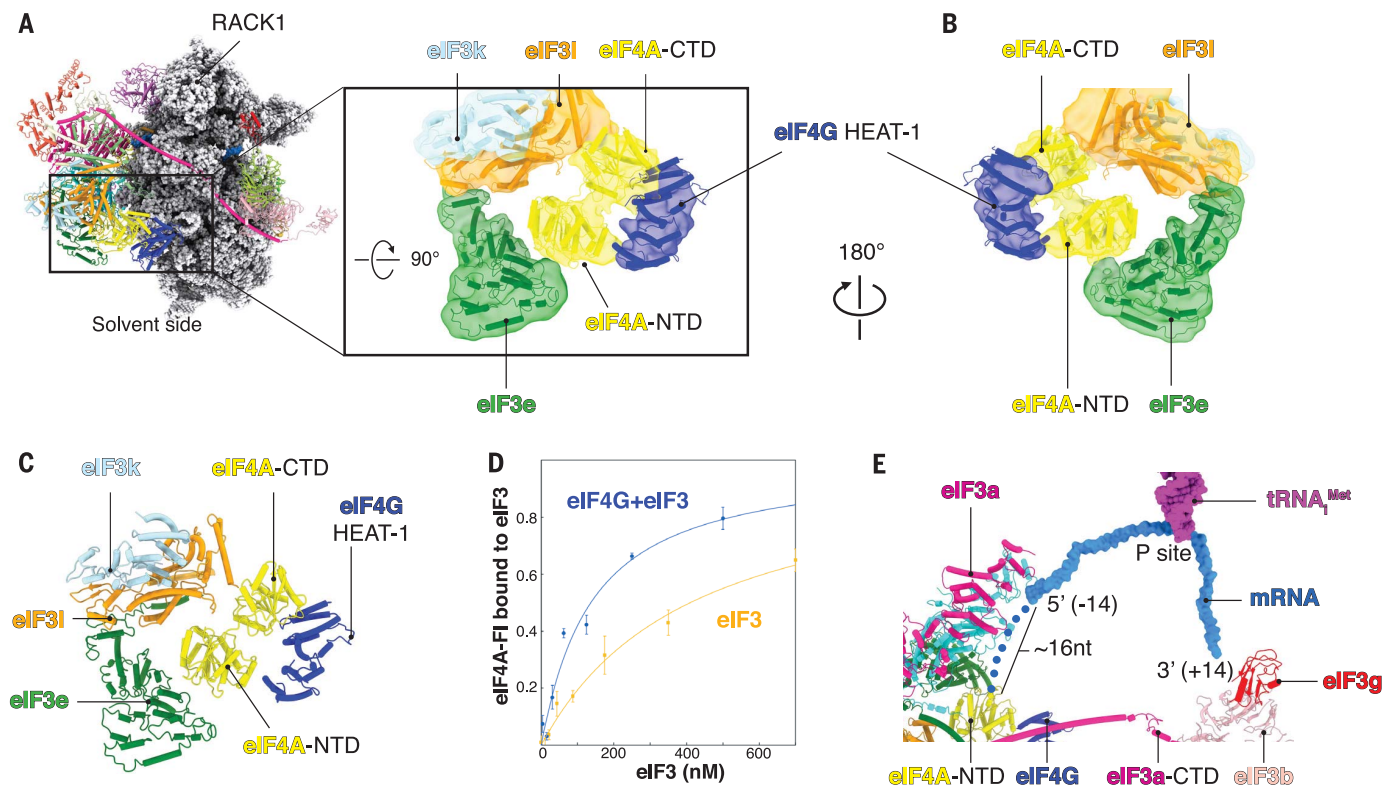 A
RACK1
Solvent side
90°
eIF3k
eIF3l
eIF4A-CTD
eIF4G HEAT-1
eIF4A-NTD
eIF3e
B
eIF4A-CTD
eIF3l
180°
eIF4A-NTD
eIF3e
C
eIF3k
eIF4A-CTD
eIF4G
HEAT-1
eIF3l
eIF3e
eIF4A-NTD
D
eIF4A-Fl bound to eIF3
0.8
0.6
0.4
0.2
eIF4G+eIF3
eIF3
0
200
400
600
eIF3 (nM)
E
eIF3a
tRNAiMet
P site
5' (-14)
mRNA
~16nt
3' (+14)
eIF3g
eIF4A-NTD
eIF4G
eIF3a-CTD
eIF3b